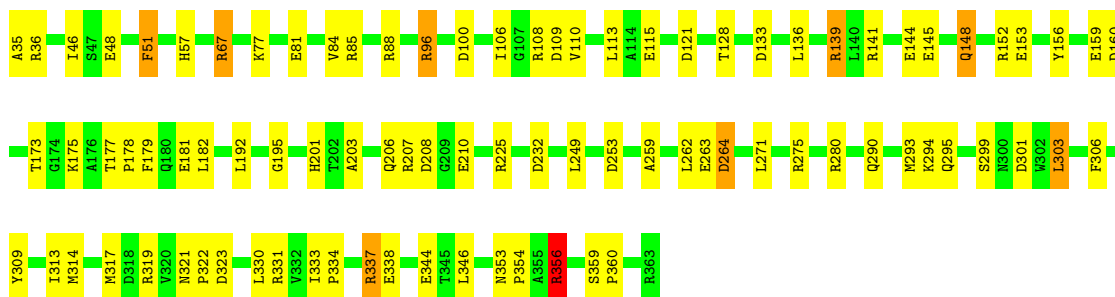 A35 R36 I46 S47 E48 F51 H57 R67 K77 E81 V84 R85 R88 R96 D100 I106 G107 R108 D109 V110 L113 A114 E115 D121 T128 D133 L136 R139 L140 R141 E144 E145 Q148 R152 E153 Y156 E159 D160
T173 G174 K175 A176 T177 P178 F179 Q180 E181 L182 L192 G195 H201 T202 A203 Q206 R207 D208 G209 E210 R225 D232 L249 D253 A259 L262 E263 D264 L271 R275 R280 Q290 M293 K294 Q295 S299 N300 D301 W302 L303 F306
Y309 I313 M314 M317 D318 R319 V320 N321 P322 D323 L330 R331 V332 I333 P334 R337 E338 E344 T345 L346 N353 P354 A355 R356 S359 P360 R363